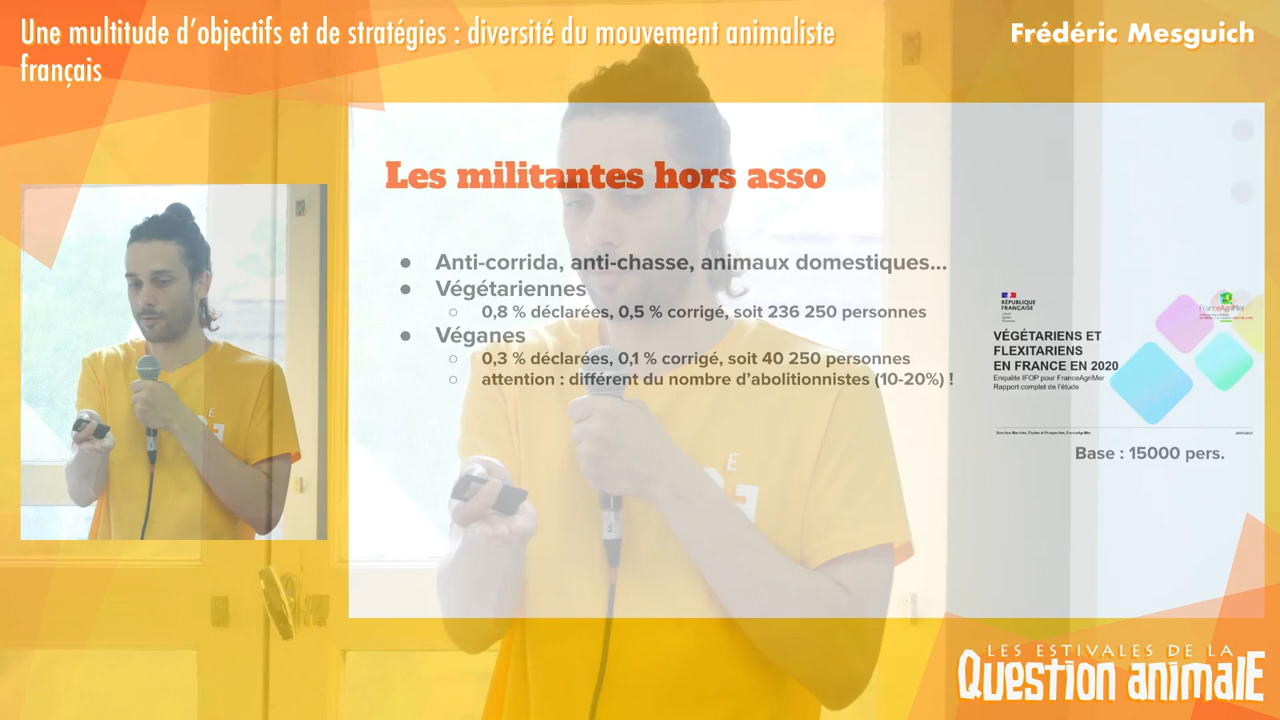 Une multitude d'objectifs et de stratégies : diversité du mouvement animaliste
français
Frédéric Mesguich
Les militantes hors asso
● Anti-corrida, anti-chasse, animaux domestiques...
● Végétariennes
○ 0,8 % déclarées, 0,5 % corrigé, soit 236 250 personnes
● Véganes
○ 0,3 % déclarées, 0,1 % corrigé, soit 40 250 personnes
○ attention : différent du nombre d'abolitionnistes (10-20%) !
RÉPUBLIQUE
FRANÇAISE
FranceAgriMer
VÉGÉTARIENS ET
FLEXITARIENS
EN FRANCE EN 2020
Enquête IFOP pour FranceAgriMer
Rapport complet de l'étude
Base : 15000 pers.
LES ESTIVALES DE LA
QUESTION ANIMALE